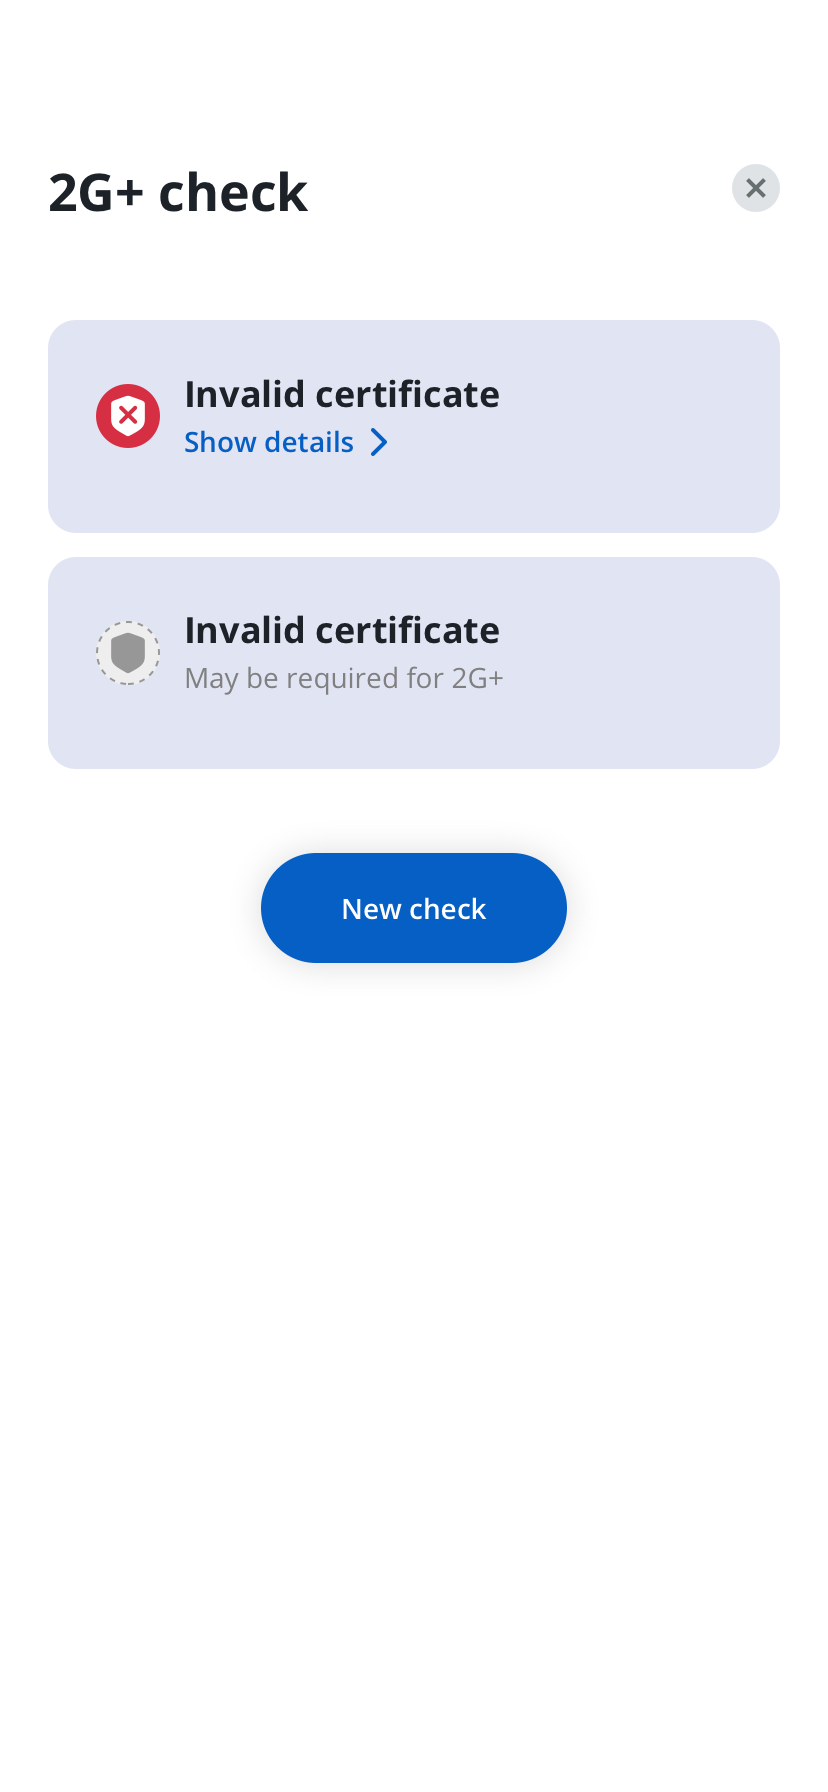 2G+ check
Invalid certificate
Show details
Invalid certificate
May be required for 2G+
New check